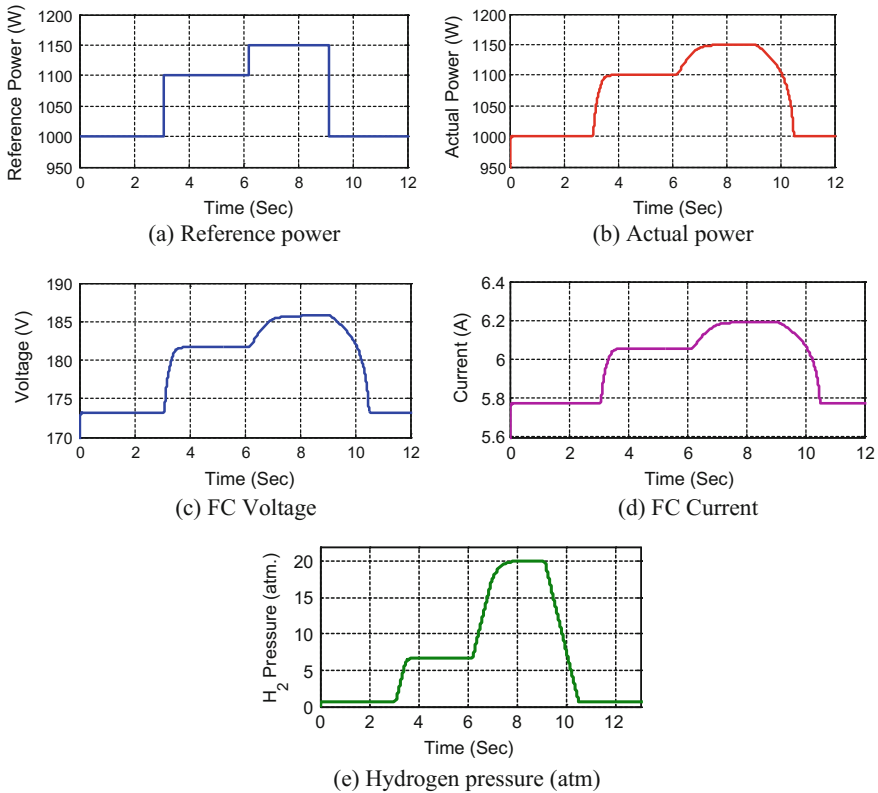 Reference Power (W)
1200
1150
1100
1050
1000
950
0 2 4 6 8 10 12
Time (Sec)
(a) Reference power
Actual Power (W)
1200
1150
1100
1050
1000
950
0 2 4 6 8 10 12
Time (Sec)
(b) Actual power
Voltage (V)
190
185
180
175
170
0 2 4 6 8 10 12
Time (Sec)
(c) FC Voltage
Current (A)
6.4
6.2
6
5.8
5.6
0 2 4 6 8 10 12
Time (Sec)
(d) FC Current
H2 Pressure (atm.)
20
15
10
5
0
0 2 4 6 8 10 12
Time (Sec)
(e) Hydrogen pressure (atm)